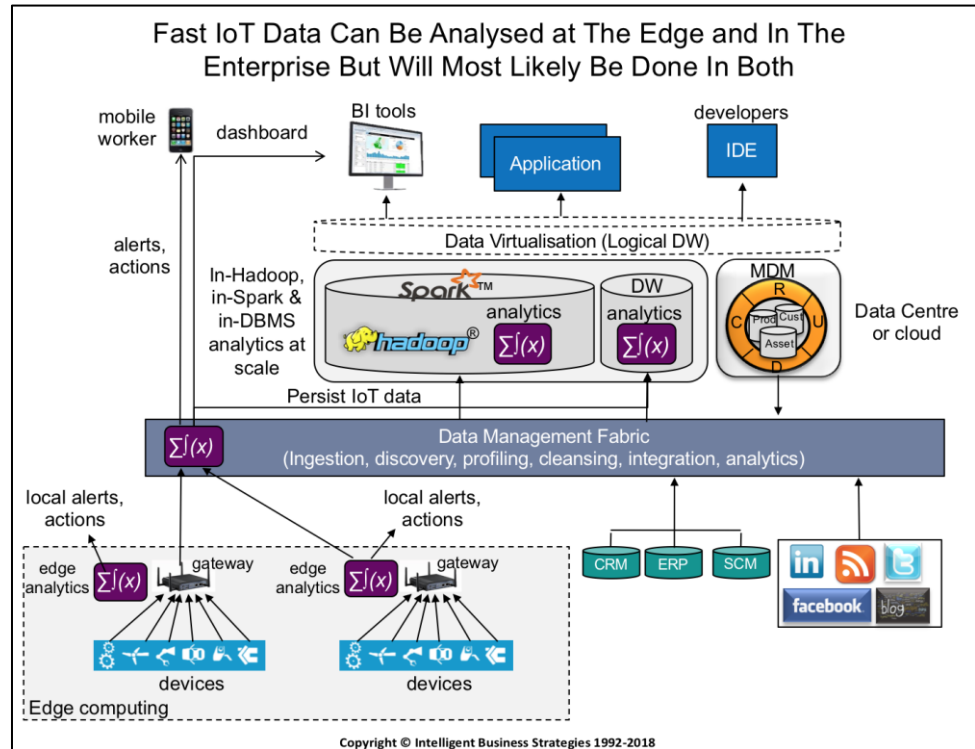 Fast IoT Data Can Be Analysed at The Edge and In The
Enterprise But Will Most Likely Be Done In Both
mobile
worker
dashboard
BI tools
Application
developers
IDE
alerts,
actions
Data Virtualisation (Logical DW)
In-Hadoop,
in-Spark &
in-DBMS
analytics at
scale
Spark™
hadoop®
analytics
∑∫(x)
DW
analytics
∑∫(x)
MDM
R
C
U
D
Prod
Cust
Asset
Data Centre
or cloud
Persist IoT data
∑∫(x)
Data Management Fabric
(Ingestion, discovery, profiling, cleansing, integration, analytics)
local alerts,
actions
local alerts,
actions
edge
analytics
∑∫(x)
gateway
edge
analytics
∑∫(x)
gateway
devices
devices
Edge computing
CRM
ERP
SCM
in
facebook
blog
Copyright © Intelligent Business Strategies 1992-2018